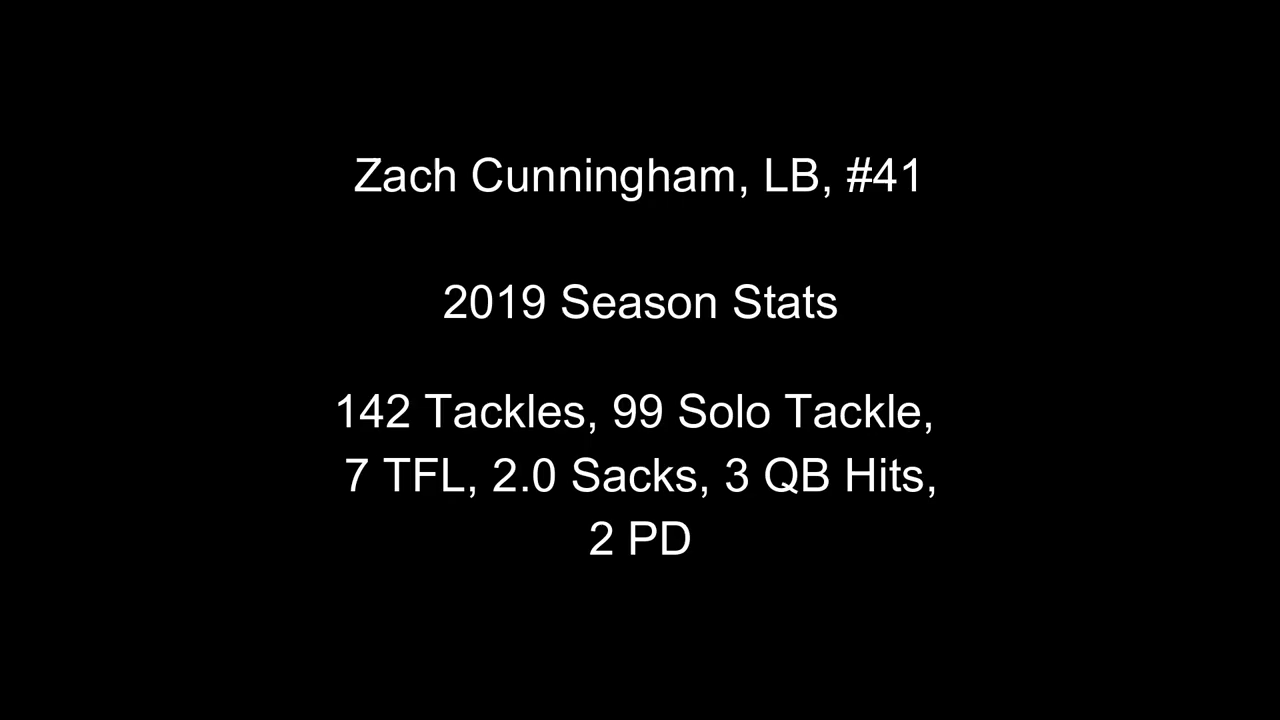 Zach Cunningham, LB, #41
2019 Season Stats
142 Tackles, 99 Solo Tackle,
7 TFL, 2.0 Sacks, 3 QB Hits,
2 PD